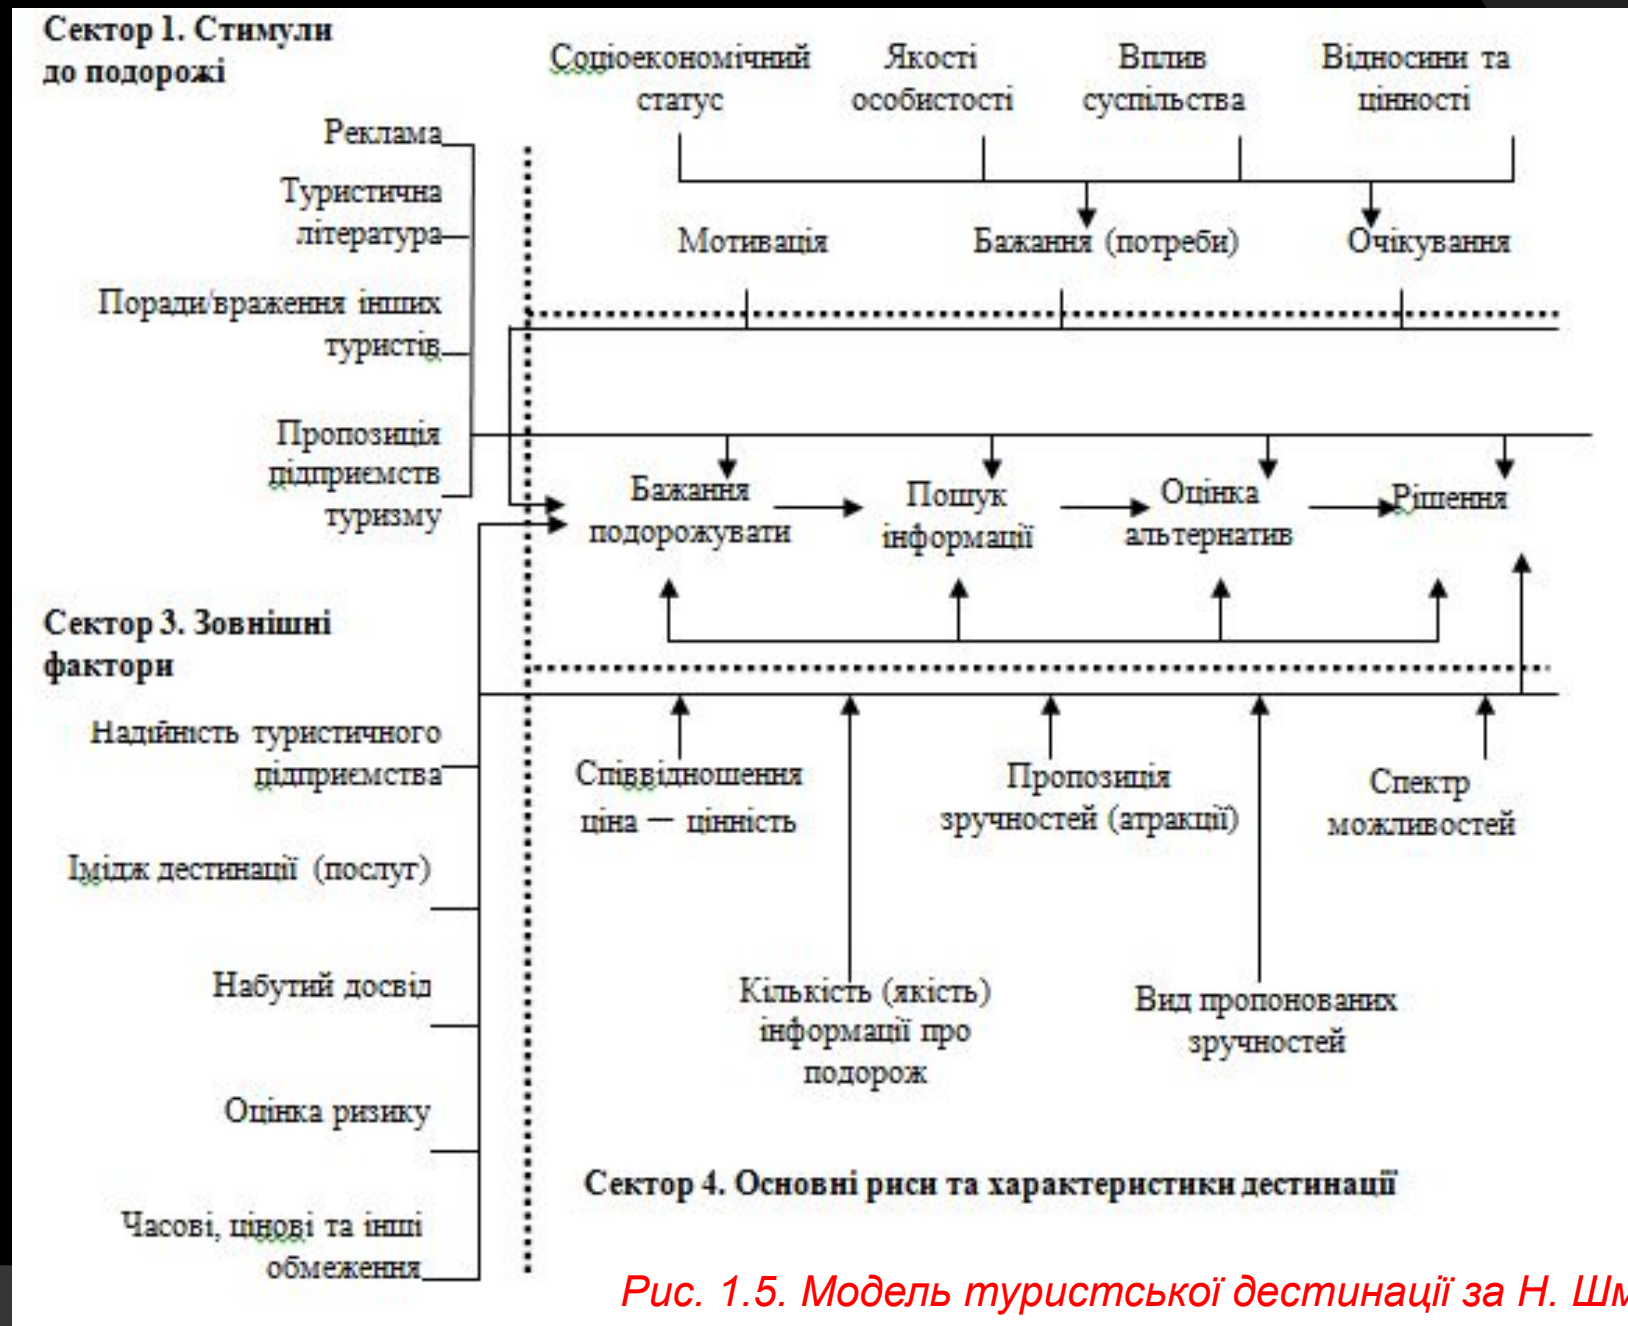 Сектор 1. Стимули
до подорожі
Соціоекономічний
статус
Якості
особистості
Вплив
суспільства
Відносини та
цінності
Реклама
Туристична
література
Поради/враження інших
туристів
Пропозиція
підприємств
туризму
Мотивація
Бажання (потреби)
Очікування
Бажання
подорожувати
Пошук
інформації
Оцінка
альтернатив
Рішення
Сектор 3. Зовнішні
фактори
Надійність туристичного
підприємства
Імідж дестинації (послуг)
Набутий досвід
Оцінка ризику
Часові, цінові та інші
обмеження
Співвідношення
ціна — цінність
Пропозиція
зручностей (атракції)
Спектр
можливостей
Кількість (якість)
інформації про
подорож
Вид пропонованих
зручностей
Сектор 4. Основні риси та характеристики дестинації
Рис. 1.5. Модель туристської дестинації за Н.